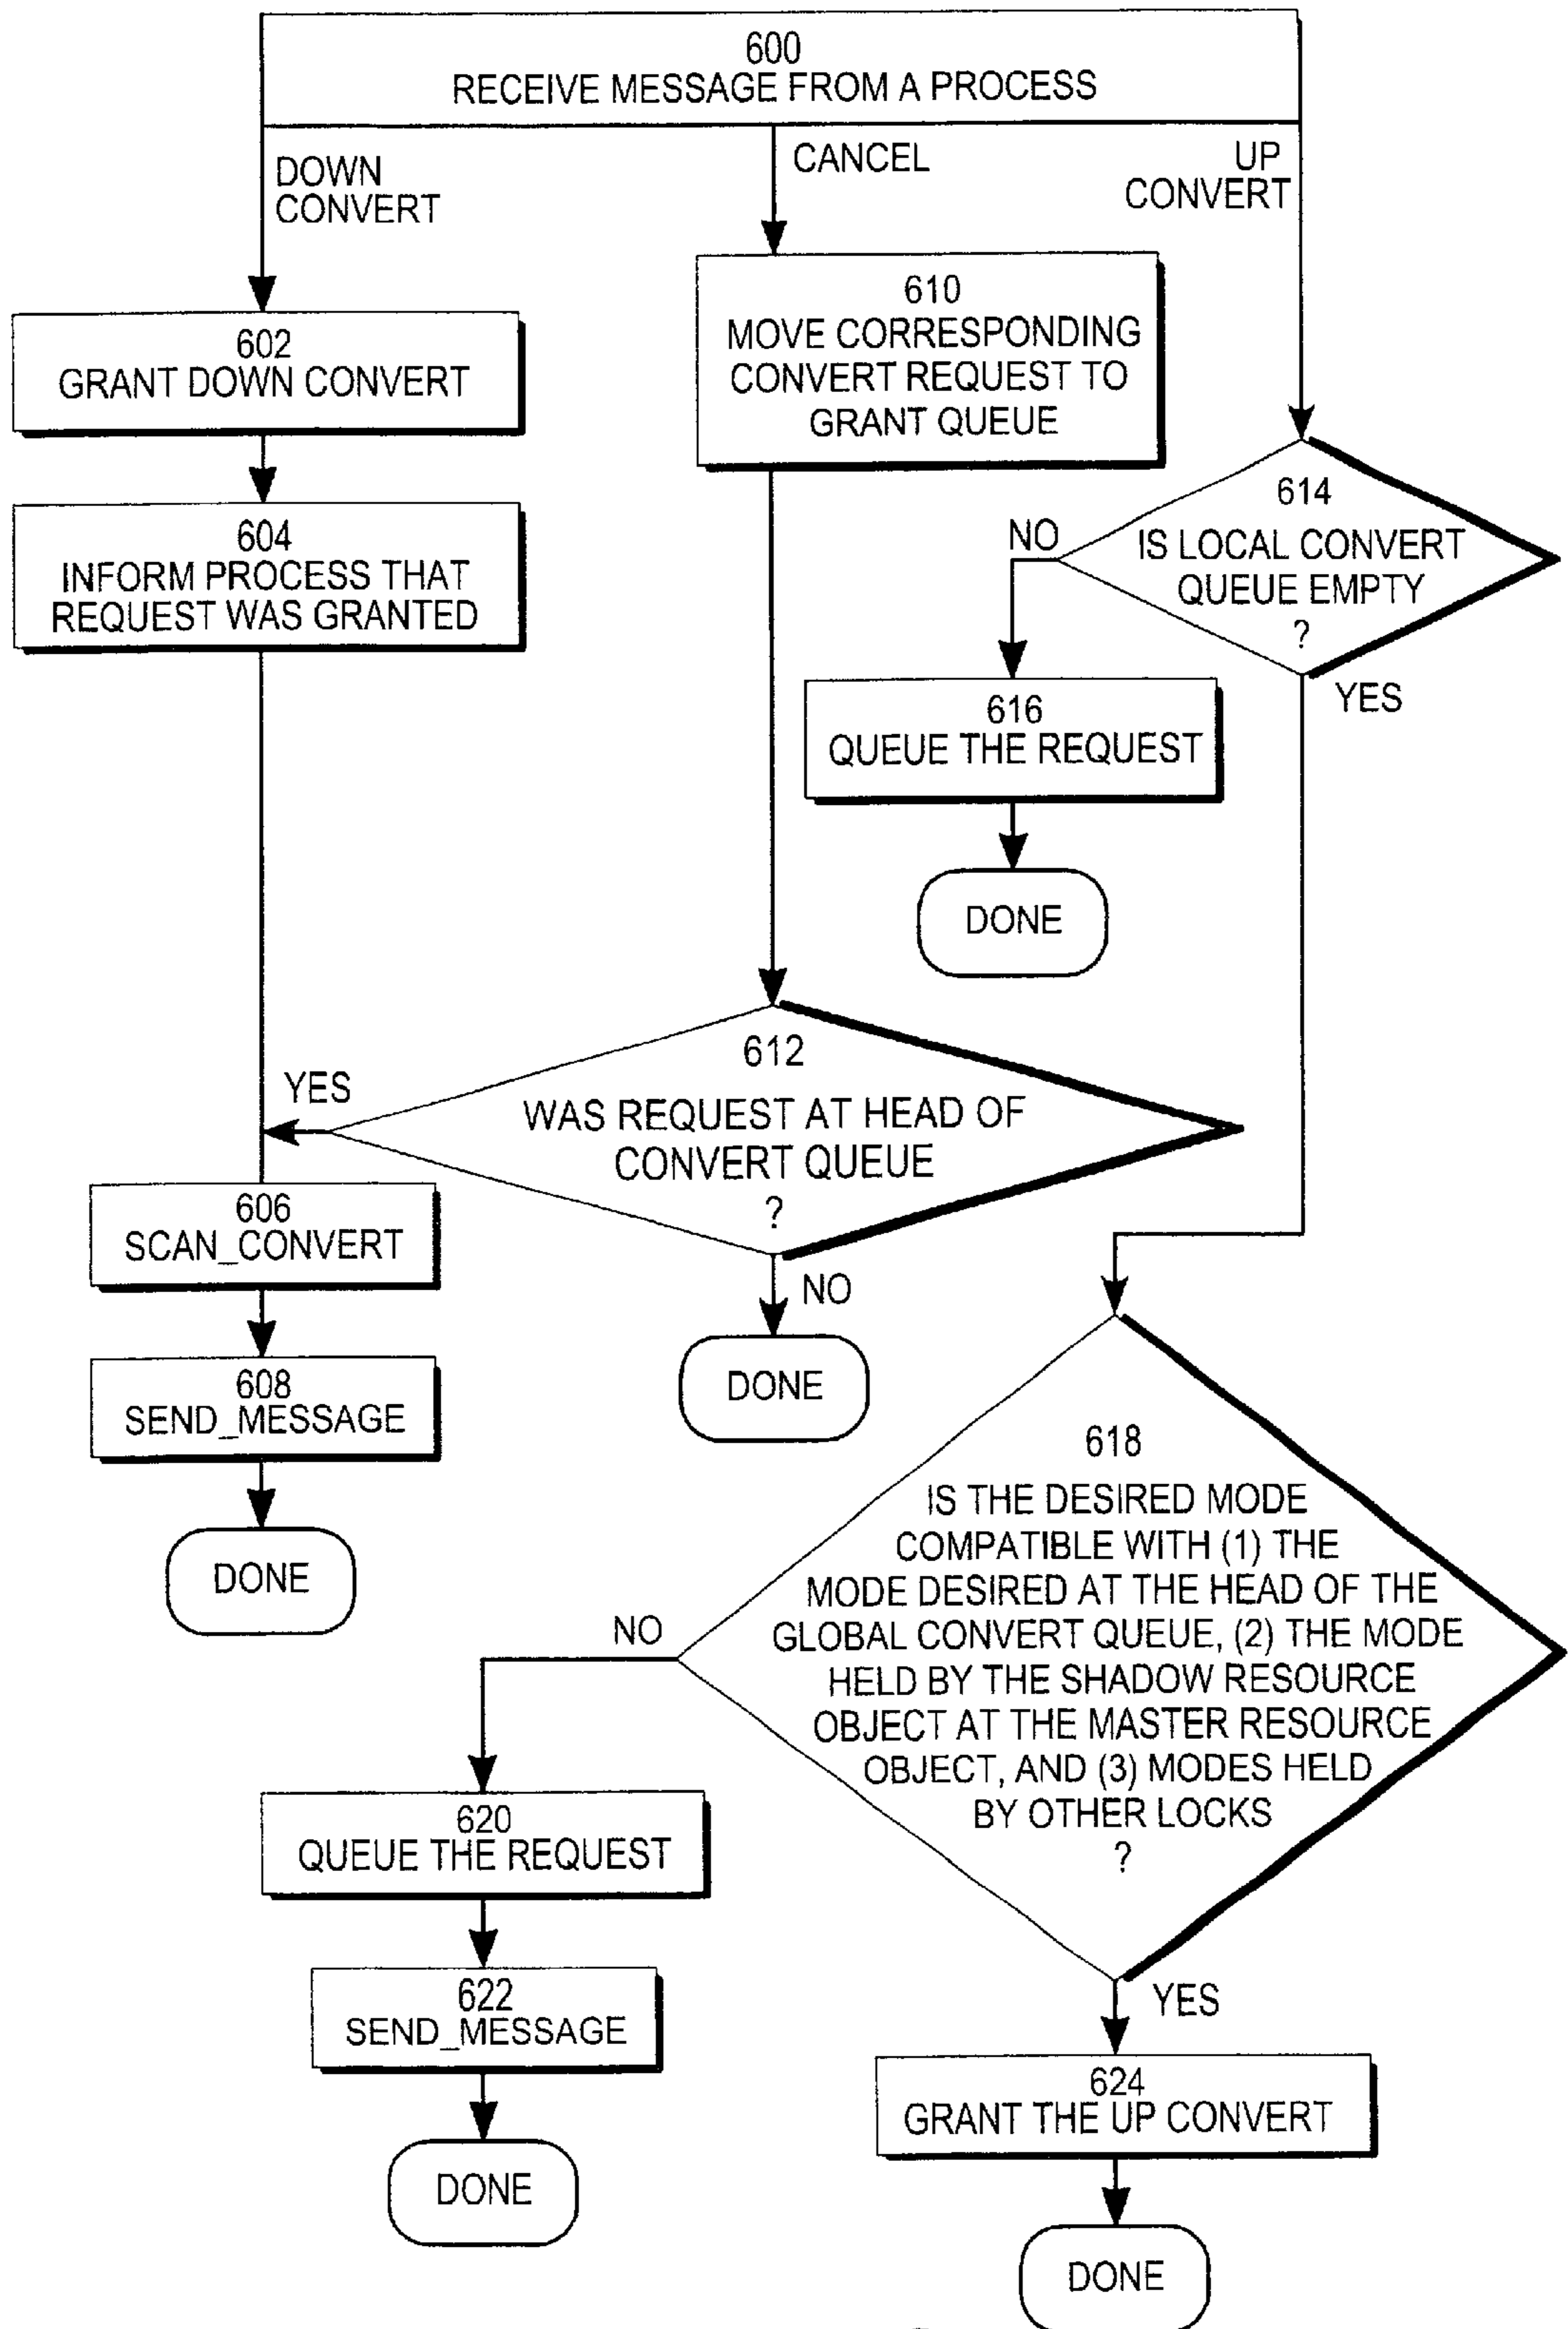 600
RECEIVE MESSAGE FROM A PROCESS
DOWN
CONVERT
CANCEL
UP
CONVERT
602
GRANT DOWN CONVERT
604
INFORM PROCESS THAT
REQUEST WAS GRANTED
610
MOVE CORRESPONDING
CONVERT REQUEST TO
GRANT QUEUE
614
IS LOCAL CONVERT
QUEUE EMPTY
?
NO
YES
616
QUEUE THE REQUEST
DONE
612
WAS REQUEST AT HEAD OF
CONVERT QUEUE
?
YES
NO
DONE
606
SCAN_CONVERT
608
SEND_MESSAGE
DONE
618
IS THE DESIRED MODE
COMPATIBLE WITH (1) THE
MODE DESIRED AT THE HEAD OF THE
GLOBAL CONVERT QUEUE, (2) THE MODE
HELD BY THE SHADOW RESOURCE
OBJECT AT THE MASTER RESOURCE
OBJECT, AND (3) MODES HELD
BY OTHER LOCKS
?
NO
YES
620
QUEUE THE REQUEST
622
SEND_MESSAGE
DONE
624
GRANT THE UP CONVERT
DONE